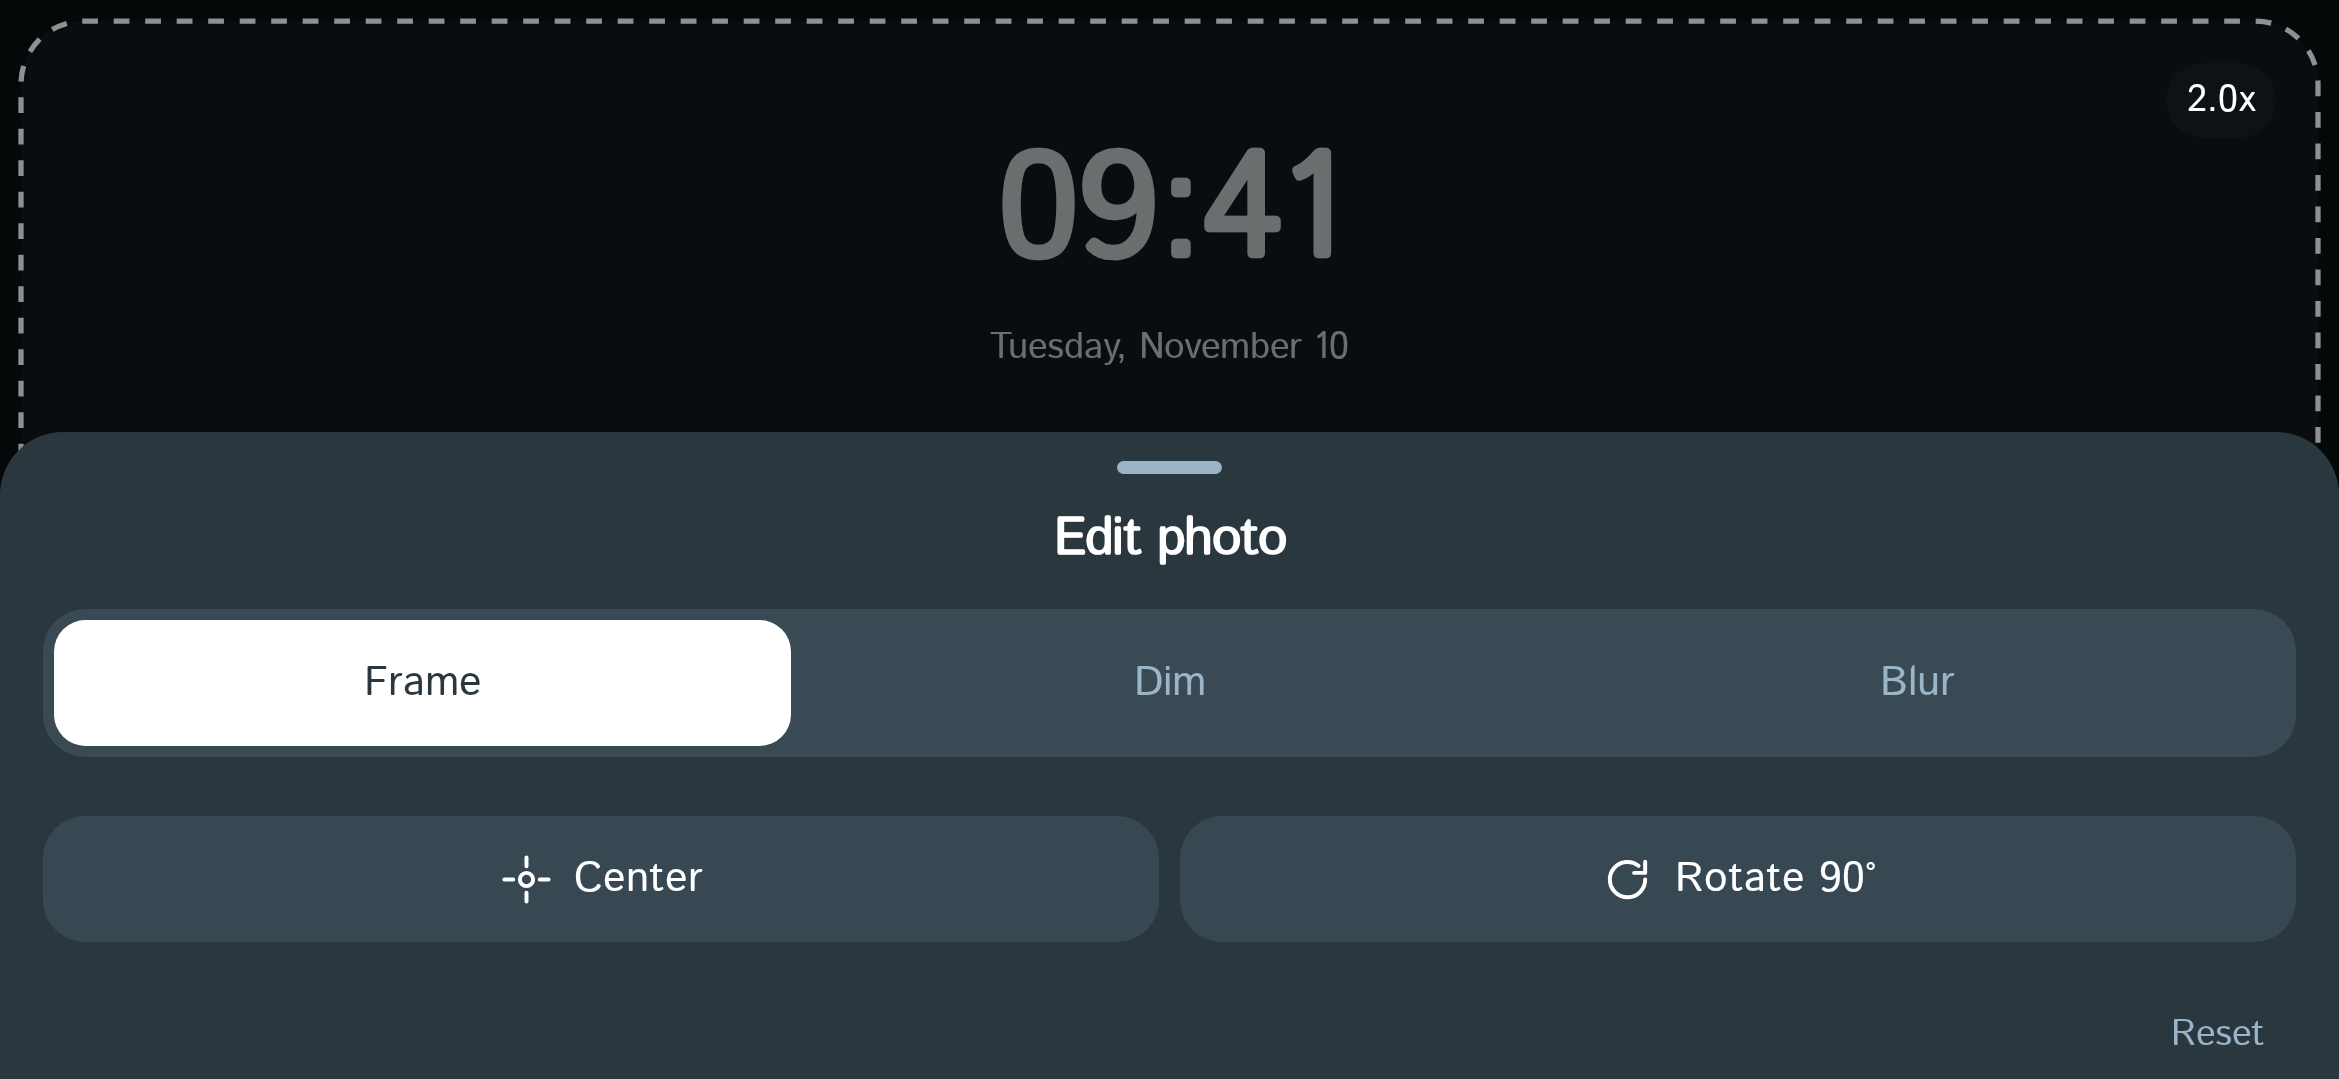 2.0x
09:41
Tuesday, November 10
Edit photo
Frame Dim Blur
Center Rotate 90°
Reset